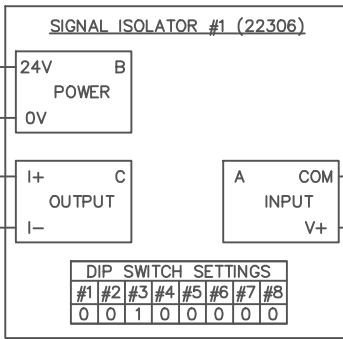 SIGNAL ISOLATOR #1 (22306)
24V B
POWER
0V
I+ C
OUTPUT
I-
A COM
INPUT
V+
DIP SWITCH SETTINGS
#1 #2 #3 #4 #5 #6 #7 #8
0 0 1 0 0 0 0 0